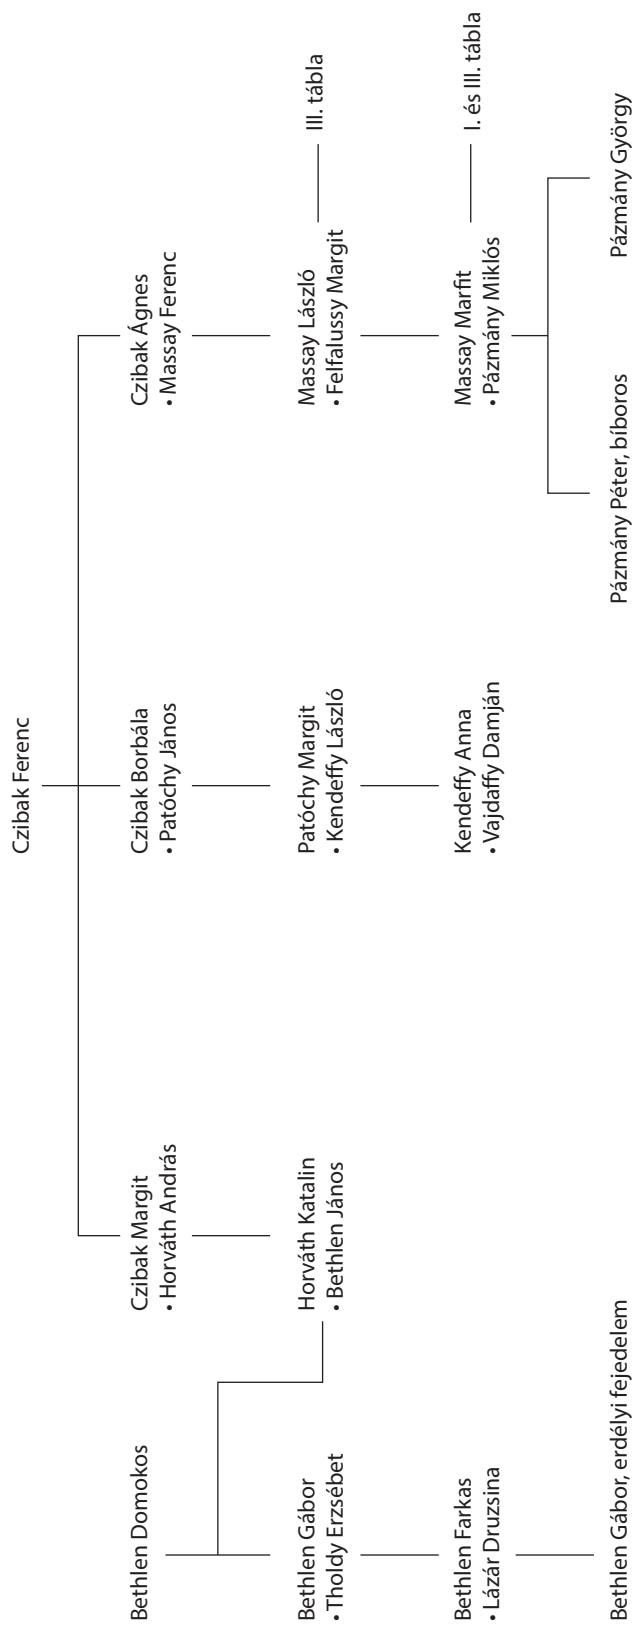 Czibak Ferenc
Bethlen Domokos
Czibak Margit
• Horváth András
Czibak Borbála
• Patóchy János
Czibak Ágnes
• Massay Ferenc
Bethlen Gábor
• Tholdy Erzsébet
Horváth Katalin
• Bethlen János
Patóchy Margit
• Kendeffy László
Massay László
• Felfalussy Margit
III. tábla
Bethlen Farkas
• Lázár Druzsina
Kendeffy Anna
• Vajdaffy Damján
Massay Marfit
• Pázmány Miklós
I. és III. tábla
Bethlen Gábor, erdélyi fejedelem
Pázmány Péter, bíboros
Pázmány György